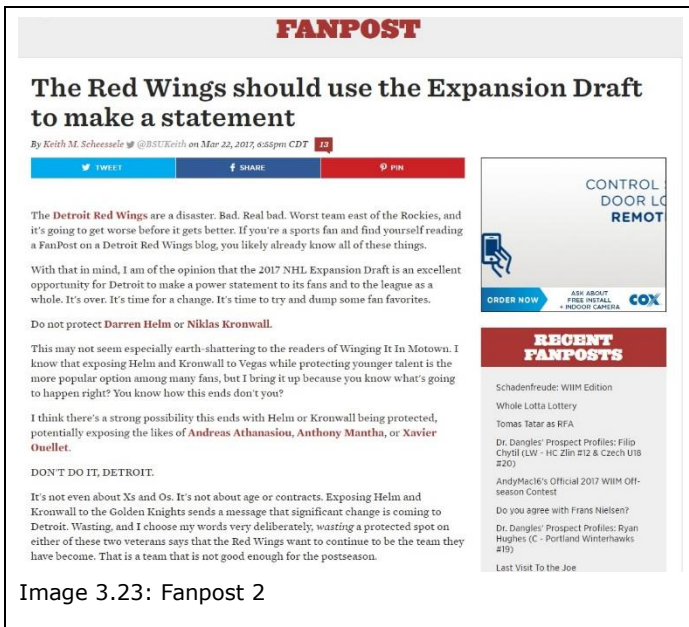 FANPOST
The Red Wings should use the Expansion Draft
to make a statement
By Keith M. Scheessele @BSUKeith on Mar 22, 2017, 6:55pm CDT 13
TWEET
SHARE
PIN
The Detroit Red Wings are a disaster. Bad. Real bad. Worst team east of the Rockies, and
it's going to get worse before it gets better. If you're a sports fan and find yourself reading
a FanPost on a Detroit Red Wings blog, you likely already know all of these things.
With that in mind, I am of the opinion that the 2017 NHL Expansion Draft is an excellent
opportunity for Detroit to make a power statement to its fans and to the league as a
whole. It's over. It's time for a change. It's time to try and dump some fan favorites.
Do not protect Darren Helm or Niklas Kronwall.
This may not seem especially earth-shattering to the readers of Winging It In Motown. I
know that exposing Helm and Kronwall to Vegas while protecting younger talent is the
more popular option among many fans, but I bring it up because you know what's going
to happen right? You know how this ends don't you?
I think there's a strong possibility this ends with Helm or Kronwall being protected,
potentially exposing the likes of Andreas Athanasiou, Anthony Mantha, or Xavier
Ouellet.
DON'T DO IT, DETROIT.
It's not even about Xs and Os. It's not about age or contracts. Exposing Helm and
Kronwall to the Golden Knights sends a message that significant change is coming to
Detroit. Wasting, and I choose my words very deliberately, wasting a protected spot on
either of these two veterans says that the Red Wings want to continue to be the team they
have become. That is a team that is not good enough for the postseason.
CONTROL
DOOR LO
REMOT
ORDER NOW
ASK ABOUT
FREE INSTALL
+ INDOOR CAMERA
COX
RECENT
FANPOSTS
Schadenfreude: WIIM Edition
Whole Lotta Lottery
Tomas Tatar as RFA
Dr. Dangles' Prospect Profiles: Filip
Chytil (LW - HC Zlin #12 & Czech U18
#20)
AndyMac16's Official 2017 WIIM Off-
season Contest
Do you agree with Frans Nielsen?
Dr. Dangles' Prospect Profiles: Ryan
Hughes (C - Portland Winterhawks
#19)
Last Visit To the Joe
Image 3.23: Fanpost 2